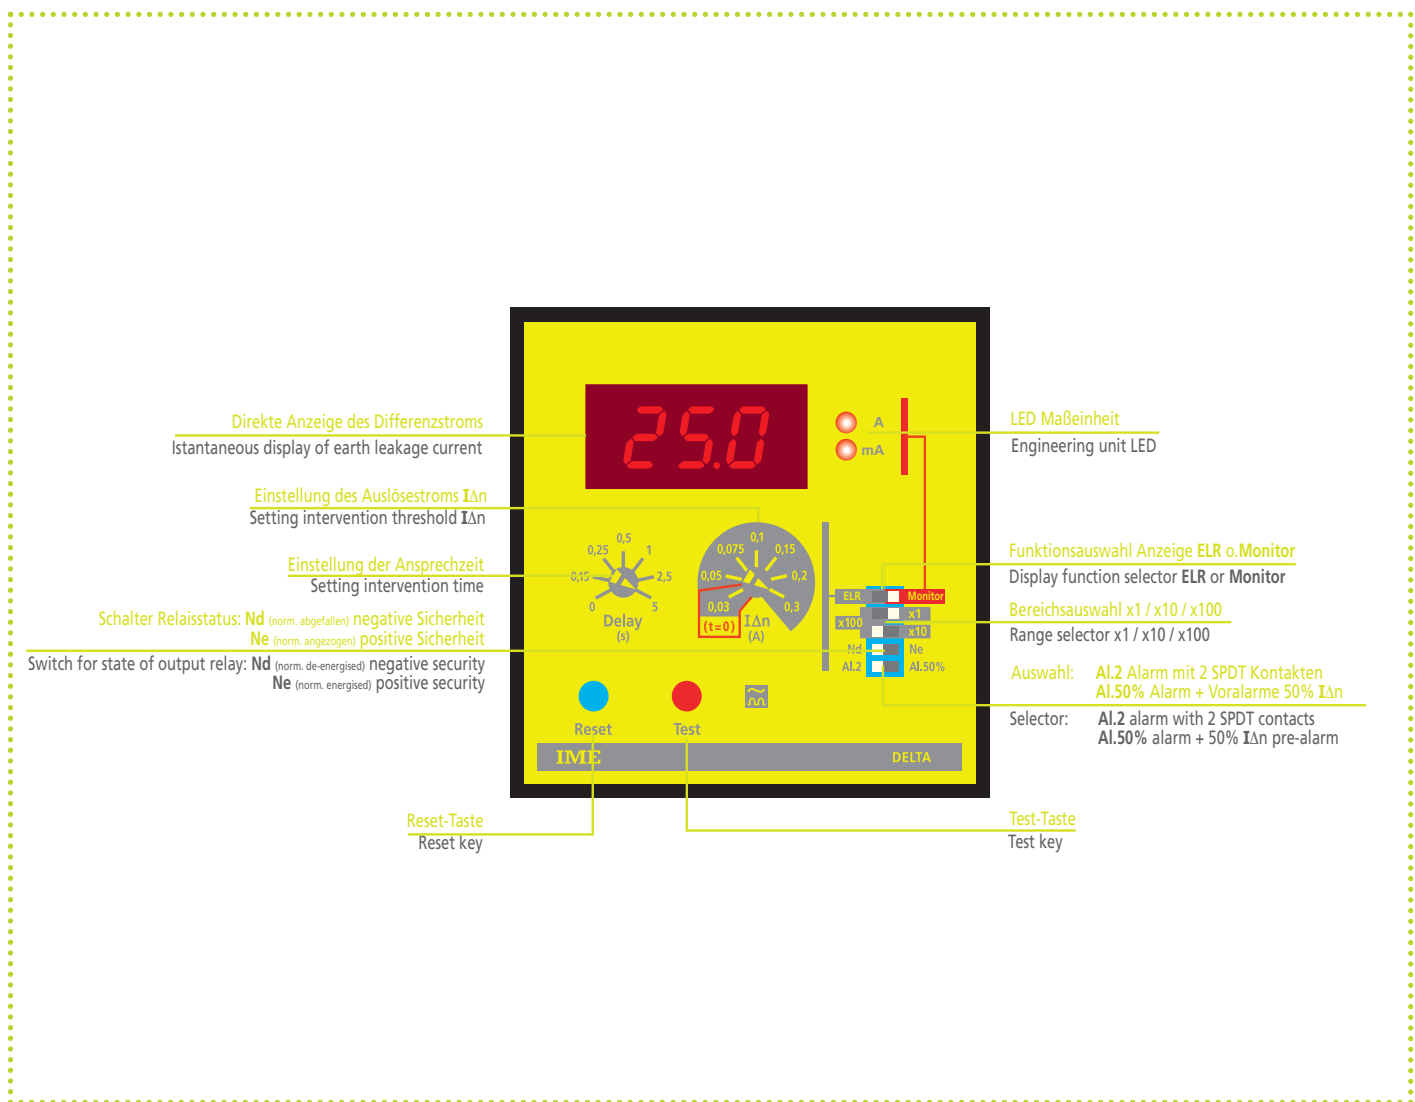 Direkte Anzeige des Differenzstroms
Istantaneous display of earth leakage current
Einstellung des Auslösestroms I∆n
Setting intervention threshold I∆n
Einstellung der Ansprechzeit
Setting intervention time
Schalter Relaisstatus: Nd (norm. abgefallen) negative Sicherheit
Ne (norm. angezogen) positive Sicherheit
Switch for state of output relay: Nd (norm. de-energised) negative security
Ne (norm. energised) positive security
Reset-Taste
Reset key
25.0
A
mA
0,5
0,25
1
0,15
2,5
0
5
Delay
(s)
0,1
0,075
0,15
0,05
0,2
0,03
0,3
(t=0)
I∆n
(A)
ELR
Monitor
x1
x100
x10
Nd
Ne
Al.2
Al.50%
Reset
Test
IME
DELTA
LED Maßeinheit
Engineering unit LED
Funktionsauswahl Anzeige ELR o.Monitor
Display function selector ELR or Monitor
Bereichsauswahl x1 / x10 / x100
Range selector x1 / x10 / x100
Auswahl: Al.2 Alarm mit 2 SPDT Kontakten
Al.50% Alarm + Voralarme 50% I∆n
Selector: Al.2 alarm with 2 SPDT contacts
Al.50% alarm + 50% I∆n pre-alarm
Test-Taste
Test key